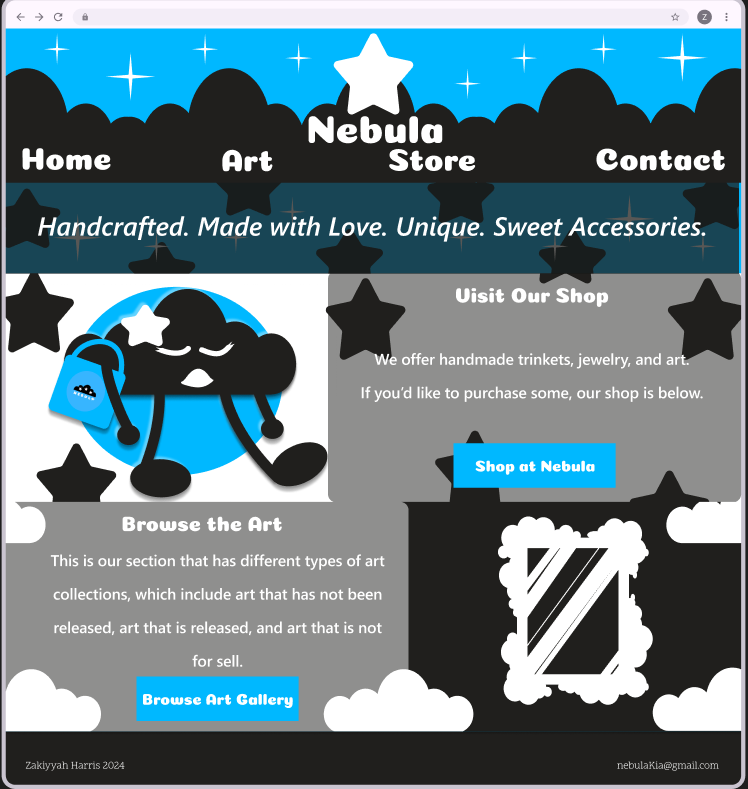 Z
Nebula
Home Art Store Contact
Handcrafted. Made with Love. Unique. Sweet Accessories.
NEBULA
Visit Our Shop
We offer handmade trinkets, jewelry, and art.
If you'd like to purchase some, our shop is below.
Shop at Nebula
Browse the Art
This is our section that has different types of art
collections, which include art that has not been
released, art that is released, and art that is not
for sell.
Browse Art Gallery
Zakiyyah Harris 2024
nebulaKia@gmail.com